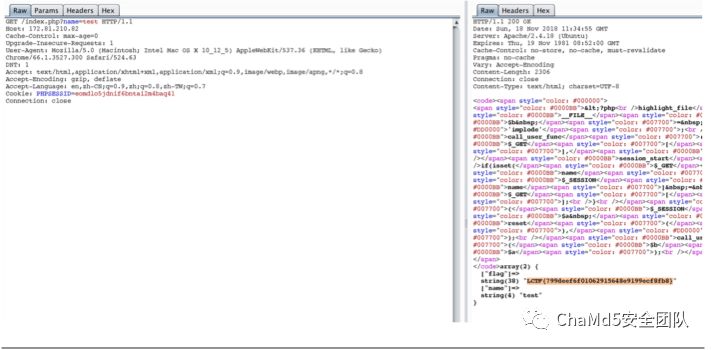 Raw Params Headers Hex
GET /index.php?name=test HTTP/1.1
Host: 172.81.210.82
Cache-Control: max-age=0
Upgrade-Insecure-Requests: 1
User-Agent: Mozilla/5.0 (Macintosh; Intel Mac OS X 10_12_5) AppleWebKit/537.36 (KHTML, like Gecko)
Chrome/66.1.3527.300 Safari/524.63
DNT: 1
Accept: text/html,application/xhtml+xml,application/xml;q=0.9,image/webp,image/apng,*/*;q=0.8
Accept-Encoding: gzip, deflate
Accept-Language: en,zh-CN;q=0.9,zh;q=0.8,zh-TW;q=0.7
Cookie: PHPSESSID=
Connection: close
Raw Headers Hex
HTTP/1.1 200 OK
Date: Sun, 18 Nov 2018 11:34:55 GMT
Server: Apache/2.4.18 (Ubuntu)
Expires: Thu, 19 Nov 1981 08:52:00 GMT
Cache-Control: no-store, no-cache, must-revalidate
Pragma: no-cache
Vary: Accept-Encoding
Content-Length: 2306
Connection: close
Content-Type: text/html; charset=UTF-8
<code><span style="color: #000000">
<span style="color: #0000BB">&lt;?php<br />highlight_file</
style="color: #0000BB">__FILE__</span><span style="color:
#0000BB">$b&nbsp;</span><span style="color: #007700">=&nbsp;
#DD0000">'implode'</span><span style="color: #007700">;<br /
#0000BB">call_user_func</span><span style="color: #007700">
#0000BB">$_GET</span><span style="color: #007700">[</span><s
style="color: #007700">],</span><span style="color: #0000BB
/></span><span style="color: #0000BB">session_start</span><s
/>if(isset(</span><span style="color: #0000BB">$_GET</span><
#0000BB">name</span><span style="color: #007700
style="color: #0000BB">$_SESSION</span><span style="color:
#0000BB">name</span><span style="color: #007700">]&nbsp;=&nb
style="color: #0000BB">$_GET</span><span style="color: #0077
#007700">];<br />}<br /></span><span style="color: #0000BB">
#007700">(</span><span style="color: #0000BB">$_SESSION</spa
style="color: #0000BB">$a&nbsp;</span><span style="color: #0
#0000BB">reset</span><span style="color: #007700">(</span><s
style="color: #007700">),</span><span style="color: #DD0000"
#007700">);<br /></span><span style="color: #0000BB">call_us
#007700">(</span><span style="color: #0000BB">$b</span><span
#0000BB">$a</span><span style="color: #007700">);<br /></spa
</span>
</code>array(2) {
["flag"]=>
string(38) "LCTF{799deef6f01062915648e9199ecf8fb8}"
["name"]=>
string(4) "test"
}
ChaMd5安全团队